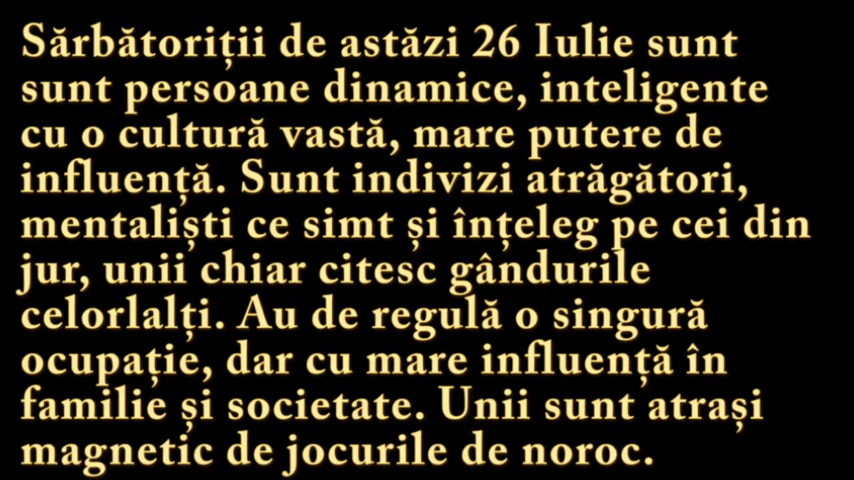 Sărbătoriții de astăzi 26 Iulie sunt
sunt persoane dinamice, inteligente
cu o cultură vastă, mare putere de
influență. Sunt indivizi atrăgători,
mentaliști ce simt și înțeleg pe cei din
jur, unii chiar citesc gândurile
celorlalți. Au de regulă o singură
ocupație, dar cu mare influență în
familie și societate. Unii sunt atrași
magnetic de jocurile de noroc.